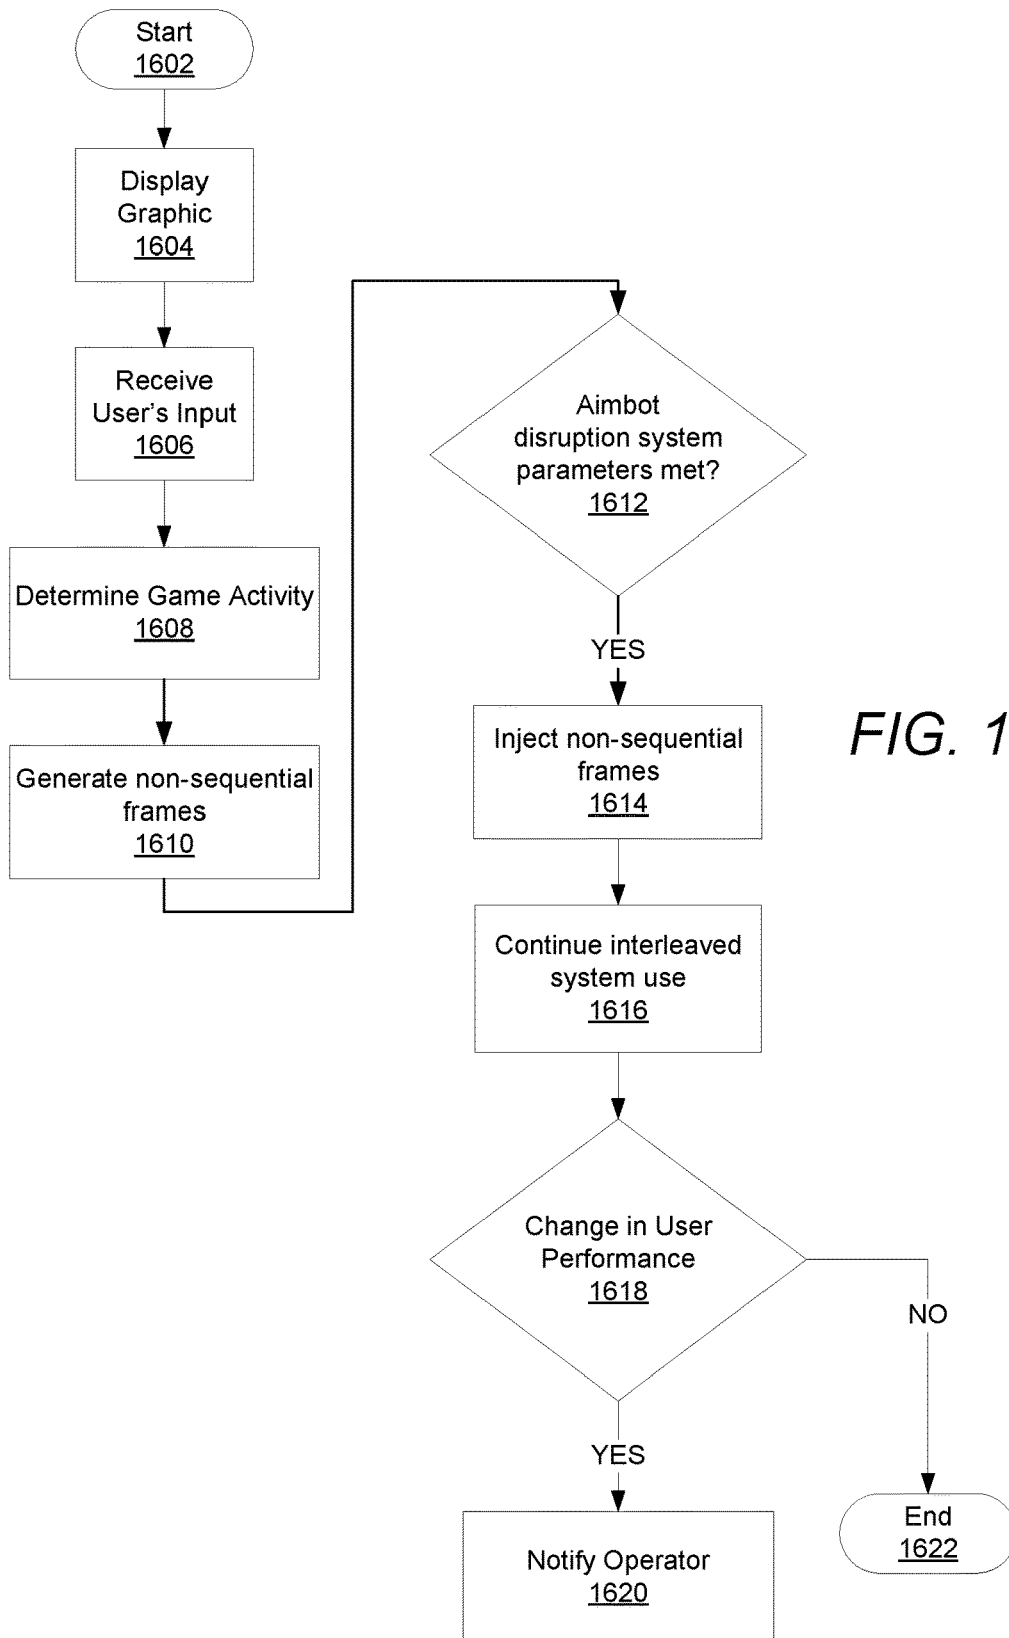 Start
1602
Display
Graphic
1604
Receive
User's Input
1606
Determine Game Activity
1608
Generate non-sequential
frames
1610
Aimbot
disruption system
parameters met?
1612
YES
Inject non-sequential
frames
1614
Continue interleaved
system use
1616
Change in User
Performance
1618
NO
YES
Notify Operator
1620
End
1622
FIG. 1